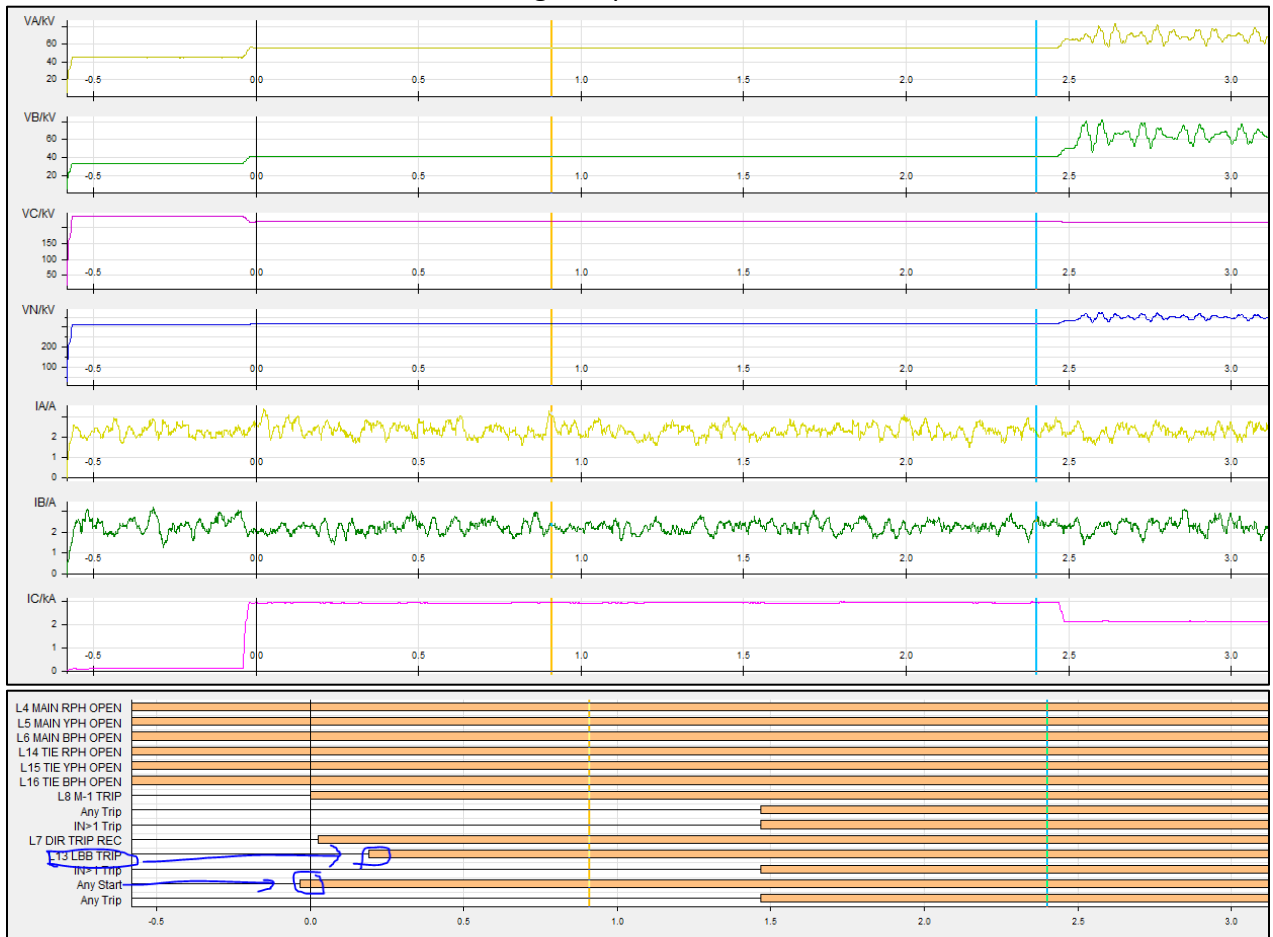 VA/kV
60
40
20
-0.5 0.0 0.5 1.0 1.5 2.0 2.5 3.0
VB/kV
60
40
20
-0.5 0.0 0.5 1.0 1.5 2.0 2.5 3.0
VC/kV
150
100
50
-0.5 0.0 0.5 1.0 1.5 2.0 2.5 3.0
VN/kV
200
100
-0.5 0.0 0.5 1.0 1.5 2.0 2.5 3.0
IA/A
2
1
0
-0.5 0.0 0.5 1.0 1.5 2.0 2.5 3.0
IB/A
2
1
0
-0.5 0.0 0.5 1.0 1.5 2.0 2.5 3.0
IC/kA
2
1
0
-0.5 0.0 0.5 1.0 1.5 2.0 2.5 3.0
L4 MAIN RPH OPEN
L5 MAIN YPH OPEN
L6 MAIN BPH OPEN
L14 TIE RPH OPEN
L15 TIE YPH OPEN
L16 TIE BPH OPEN
L8 M-1 TRIP
Any Trip
IN>1 Trip
L7 DIR TRIP REC
L13 LBB TRIP
IN>1 Trip
Any Start
Any Trip
-0.5 0.0 0.5 1.0 1.5 2.0 2.5 3.0